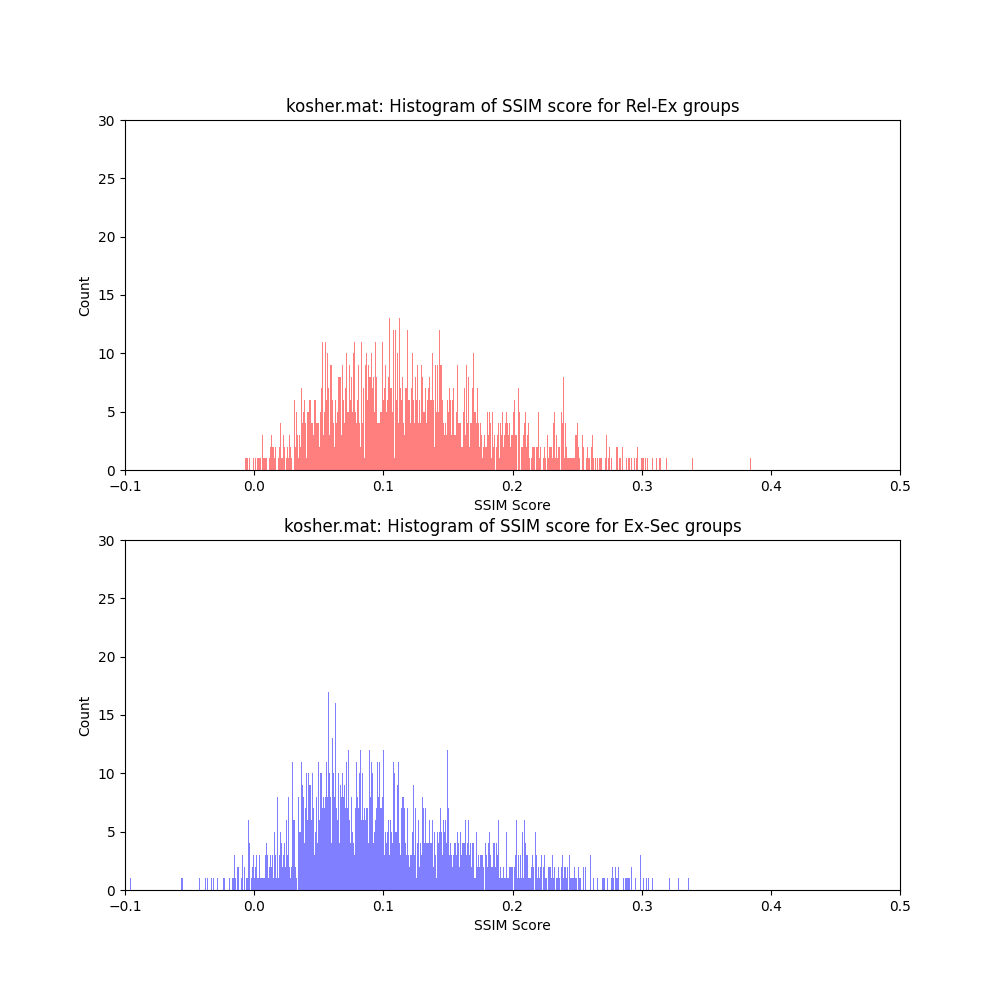 kosher.mat: Histogram of SSIM score for Rel-Ex groups
30
25
20
15
10
5
0
Count
−0.1 0.0 0.1 0.2 0.3 0.4 0.5
SSIM Score
kosher.mat: Histogram of SSIM score for Ex-Sec groups
30
25
20
15
10
5
0
Count
−0.1 0.0 0.1 0.2 0.3 0.4 0.5
SSIM Score